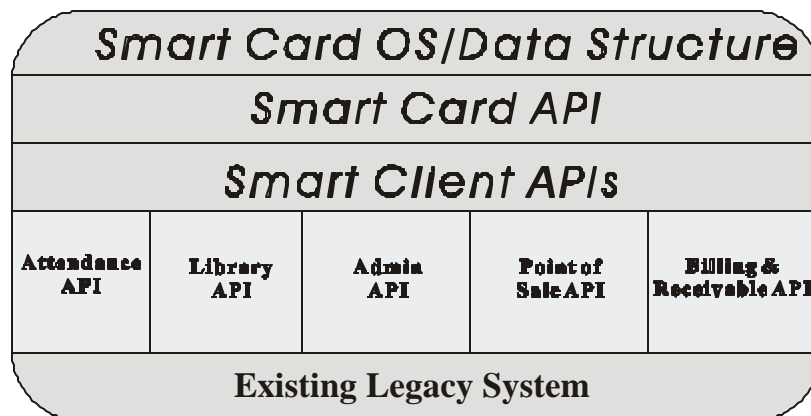 Smart Card OS/Data Structure
Smart Card API
Smart Client APIs
Attendance
API
Library
API
Admin
API
Point of
Sale API
Billing &
Receivable API
Existing Legacy System